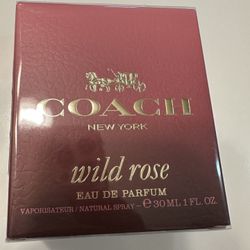 COACH
NEW YORK
wild rose
EAU DE PARFUM
VAPORISATEUR / NATURAL SPRAY - ℮ 30 ML 1 FL. OZ.